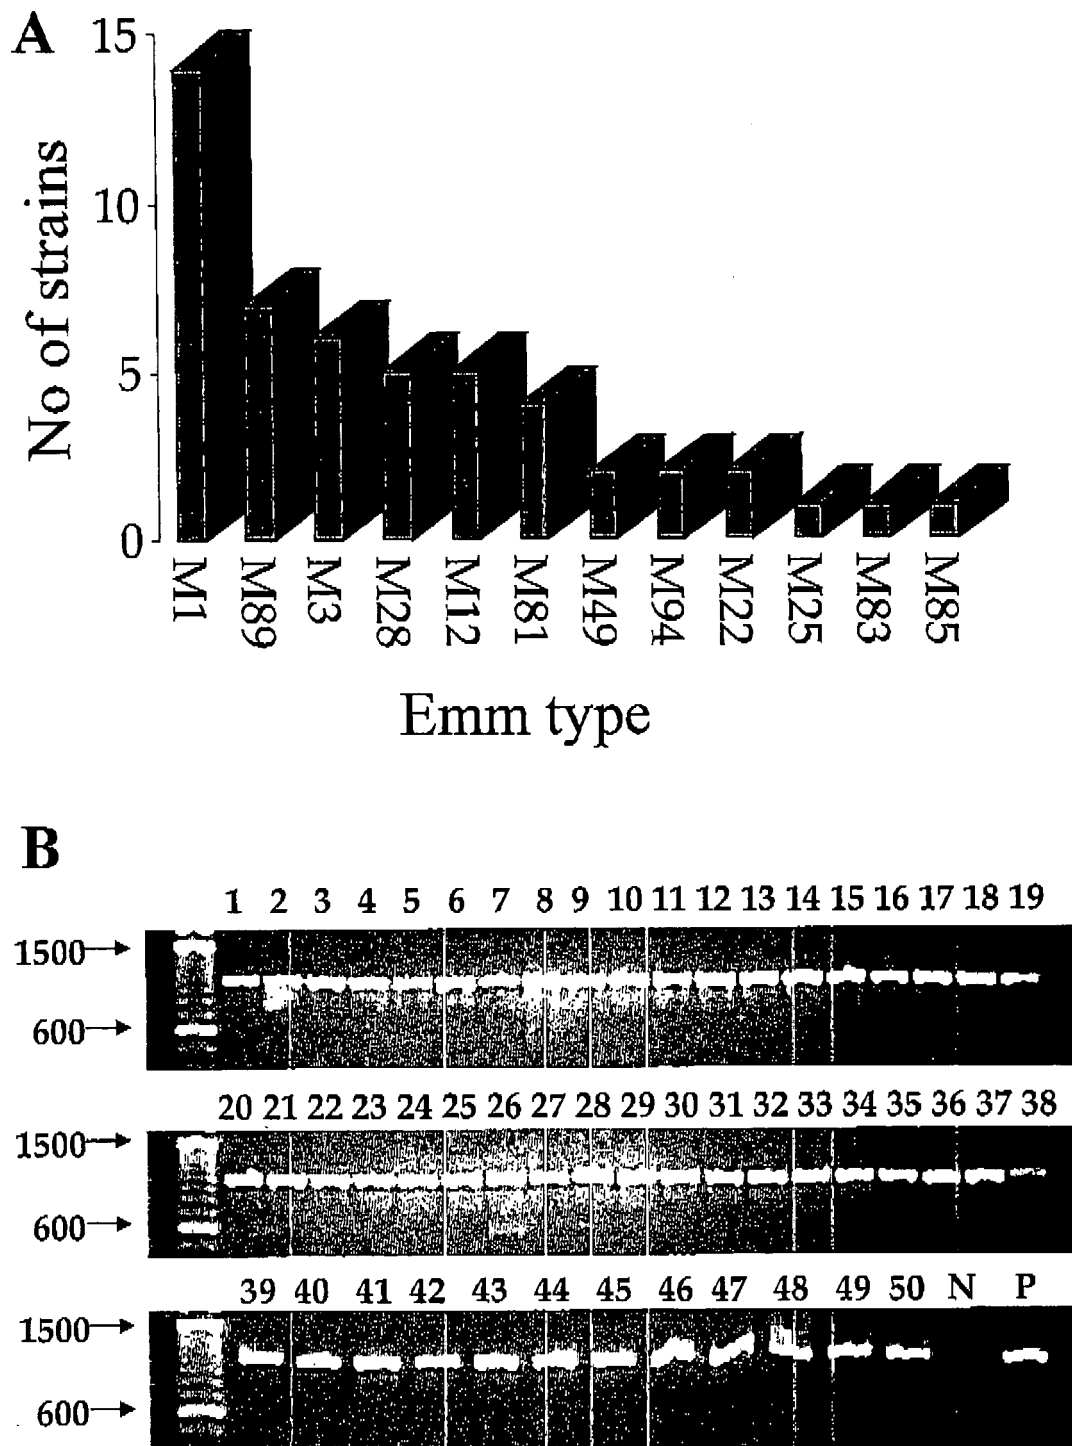 A
15
10
5
0
No of strains
M1 M89 M3 M28 M12 M81 M49 M94 M22 M25 M83 M85
Emm type
B
1 2 3 4 5 6 7 8 9 10 11 12 13 14 15 16 17 18 19
1500
600
20 21 22 23 24 25 26 27 28 29 30 31 32 33 34 35 36 37 38
1500
600
39 40 41 42 43 44 45 46 47 48 49 50 N P
1500
600